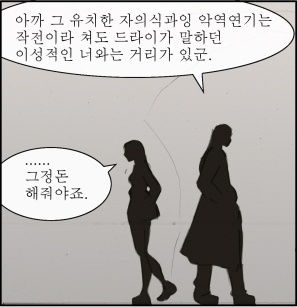 아까 그 유치한 자의식과잉 악역연기는
작전이라 쳐도 드라이가 말하던
이성적인 너와는 거리가 있군.
......
그정돈
해줘야죠.